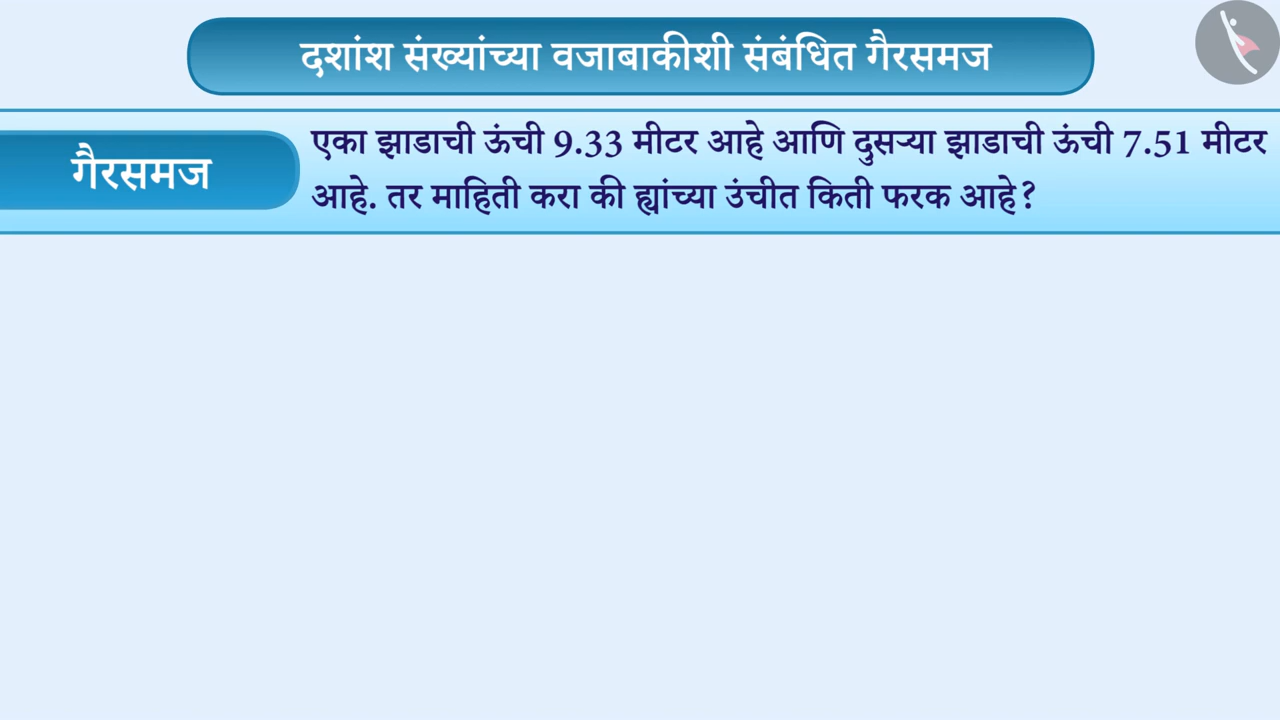 दशांश संख्यांच्या वजाबाकीशी संबंधित गैरसमज
गैरसमज
एका झाडाची ऊंची 9.33 मीटर आहे आणि दुसऱ्या झाडाची ऊंची 7.51 मीटर
आहे. तर माहिती करा की ह्यांच्या उंचीत किती फरक आहे?